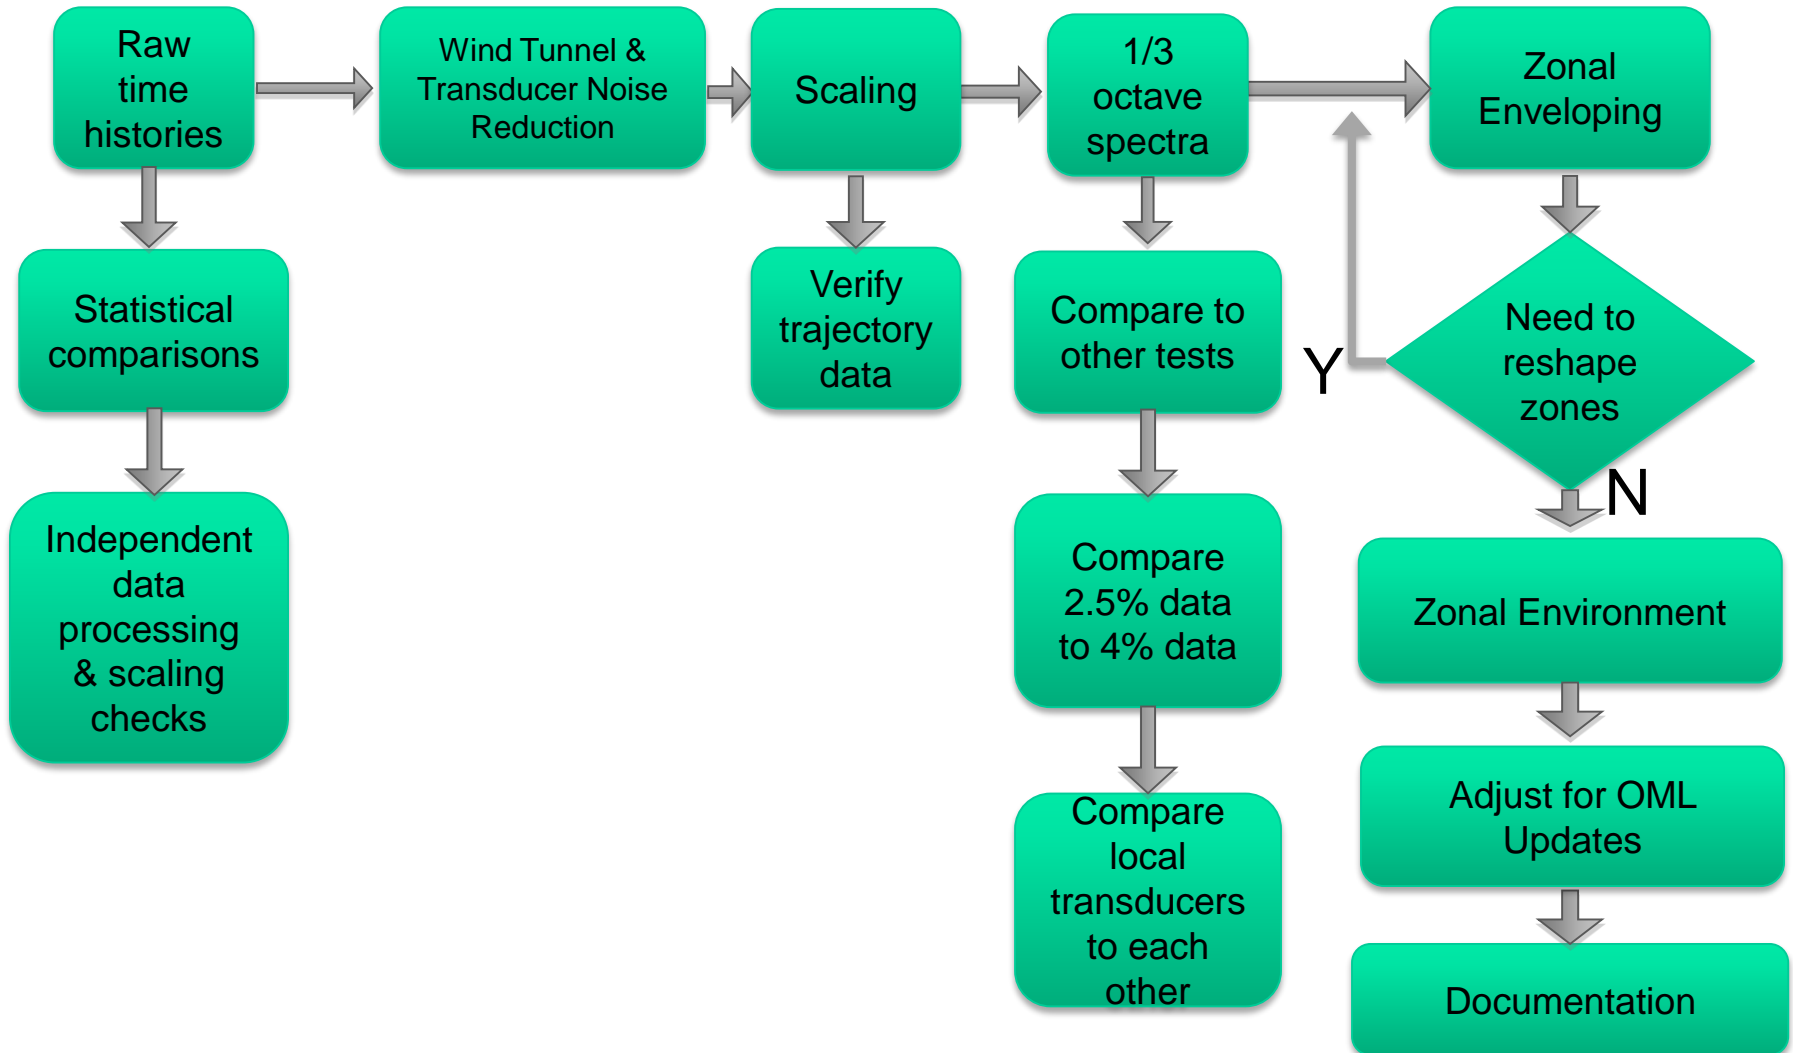 Raw
time
histories
Wind Tunnel &
Transducer Noise
Reduction
Scaling
1/3
octave
spectra
Zonal
Enveloping
Statistical
comparisons
Verify
trajectory
data
Compare to
other tests
Y
Need to
reshape
zones
N
Independent
data
processing
& scaling
checks
Compare
2.5% data
to 4% data
Zonal Environment
Compare
local
transducers
to each
other
Adjust for OML
Updates
Documentation